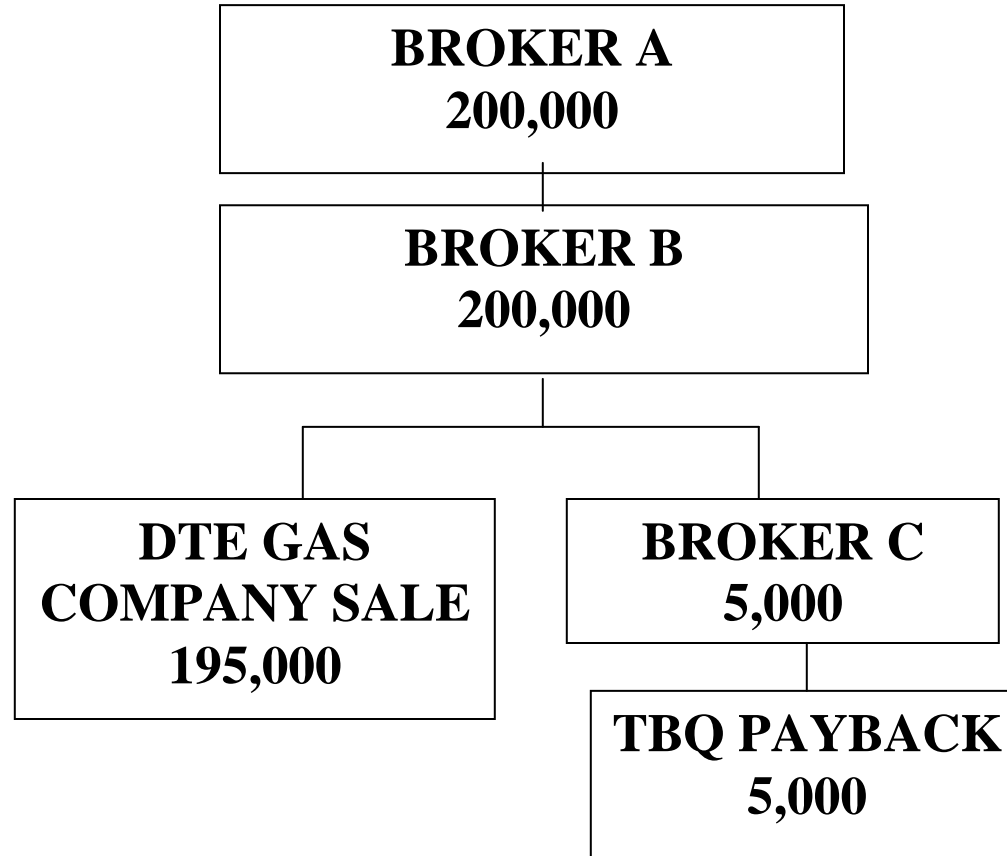 BROKER A
200,000
BROKER B
200,000
DTE GAS
COMPANY SALE
195,000
BROKER C
5,000
TBQ PAYBACK
5,000